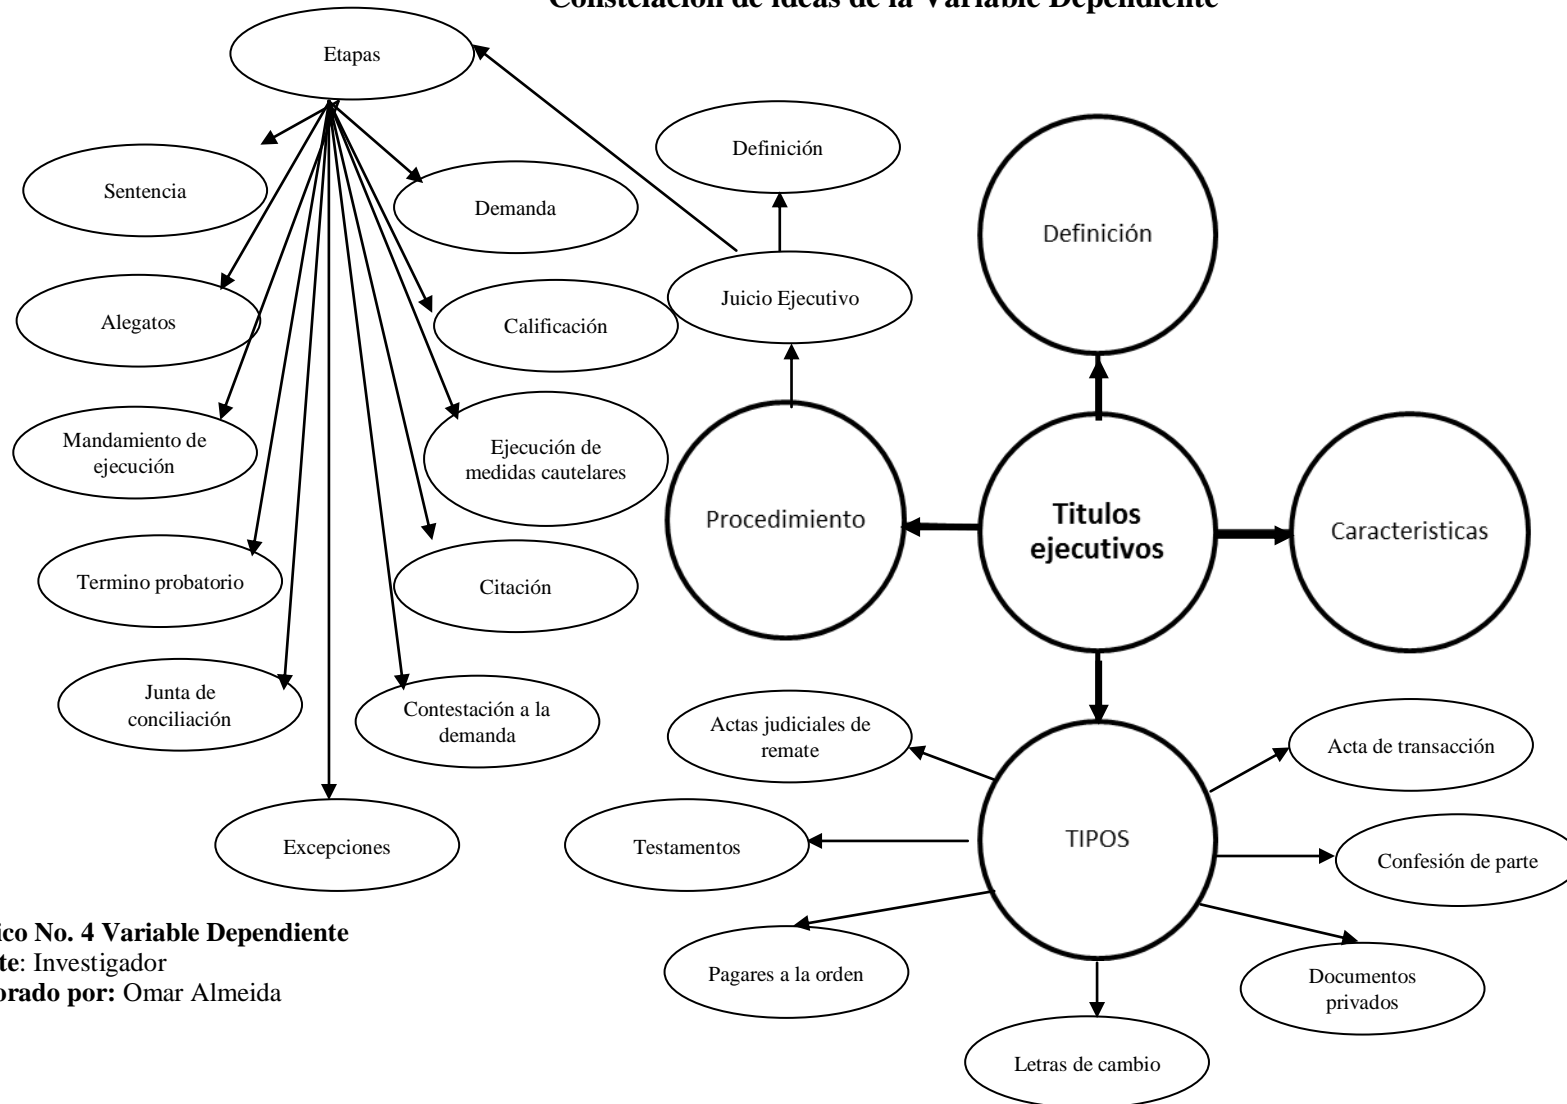 Constelación de ideas de la Variable Dependiente
Etapas
Definición
Sentencia
Demanda
Definición
Juicio Ejecutivo
Alegatos
Calificación
Mandamiento de
ejecución
Ejecución de
medidas cautelares
Procedimiento
Titulos
ejecutivos
Caracteristicas
Termino probatorio
Citación
Junta de
conciliación
Contestación a la
demanda
Actas judiciales de
remate
Acta de transacción
Excepciones
Testamentos
TIPOS
Confesión de parte
Pagares a la orden
Documentos
privados
Letras de cambio
ico No. 4 Variable Dependiente
te: Investigador
orado por: Omar Almeida